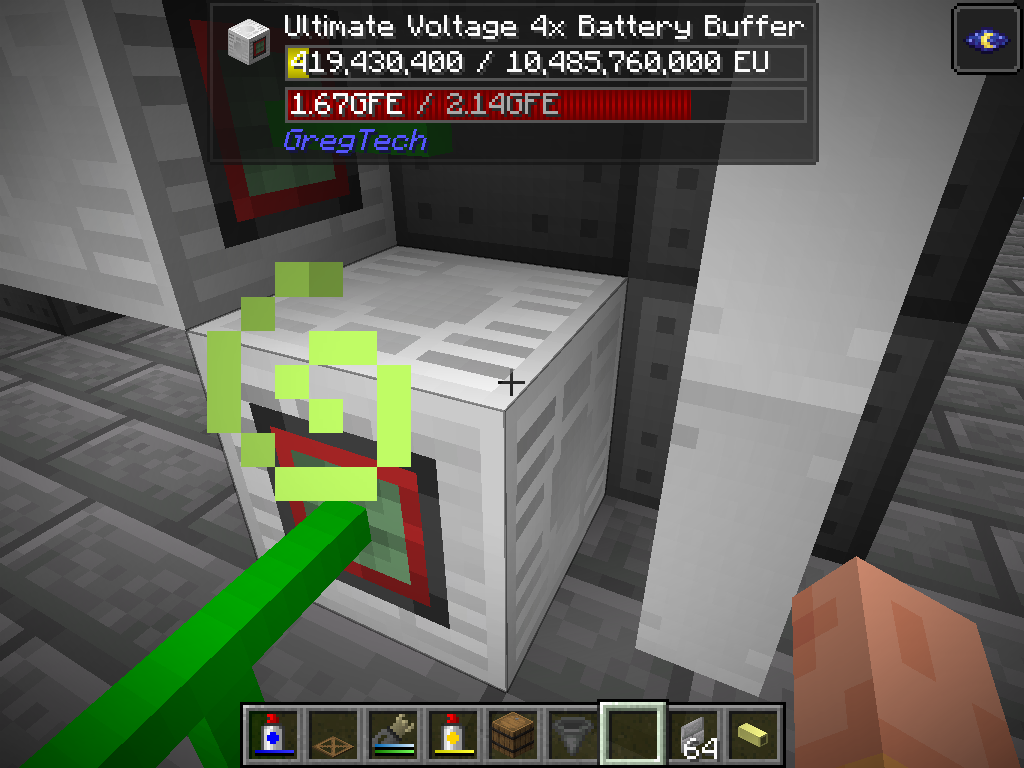 Ultimate Voltage 4x Battery Buffer
419,430,400 / 10,485,760,000 EU
1.67GFE / 2.14GFE
GregTech
64